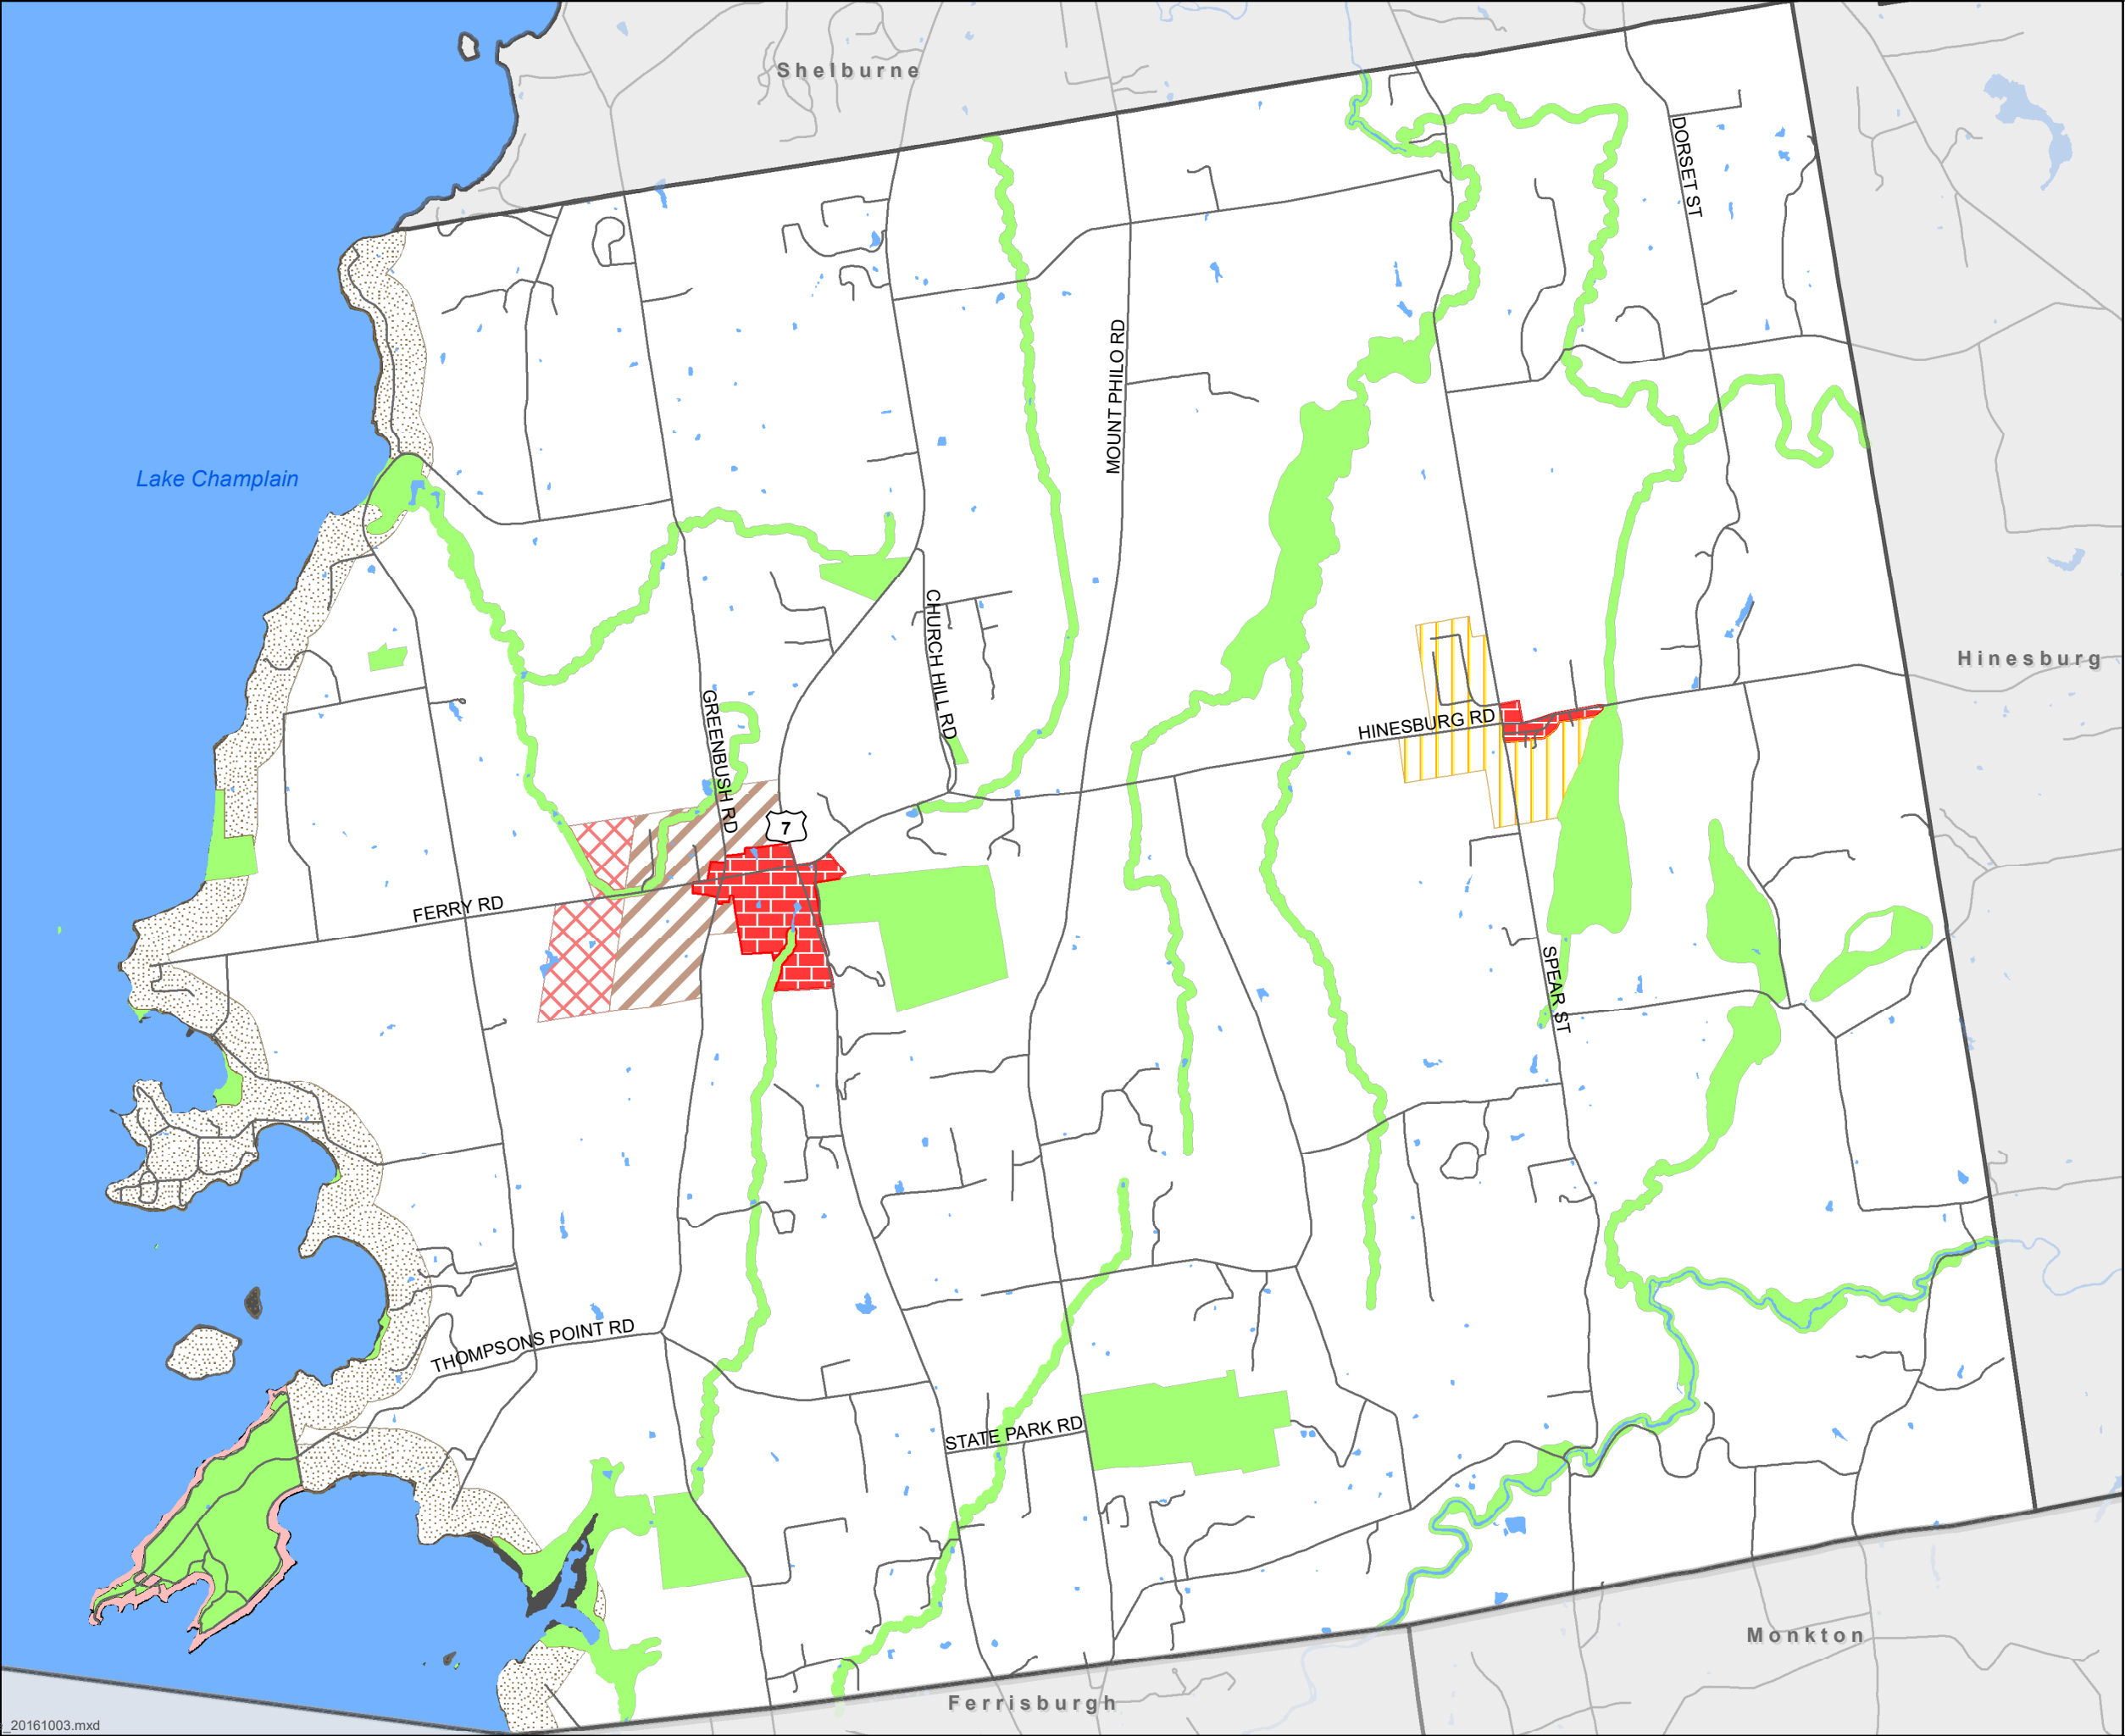 Shelburne
DORSET ST
MOUNT PHILO RD
Lake Champlain
CHURCH HILL RD
Hinesburg
GREENBUSH RD
HINESBURG RD
7
FERRY RD
SPEAR ST
THOMPSONS POINT RD
STATE PARK RD
Monkton
Ferrisburgh
_20161003.mxd